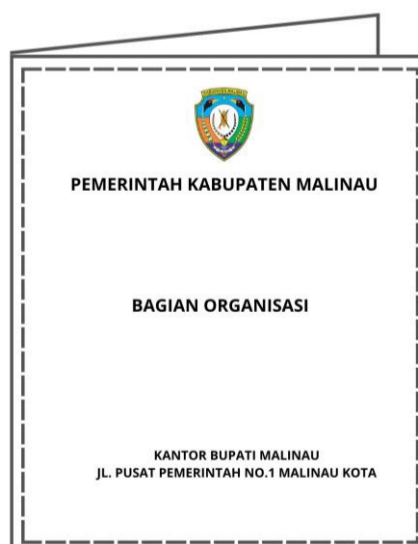 PEMERINTAH KABUPATEN MALINAU
BAGIAN ORGANISASI
KANTOR BUPATI MALINAU
JL. PUSAT PEMERINTAH NO.1 MALINAU KOTA